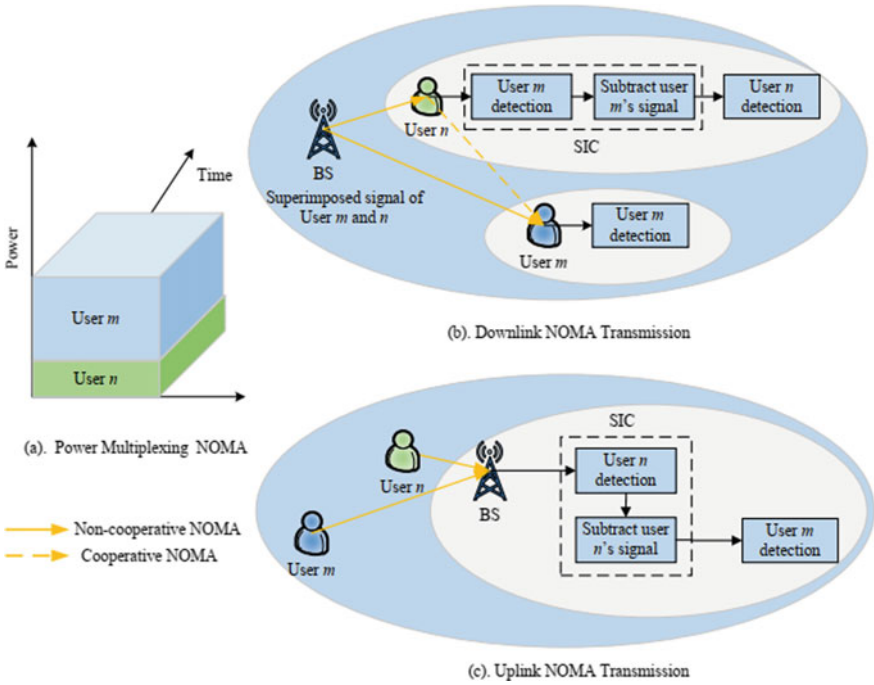 Power
Time
User m
User n
(a). Power Multiplexing NOMA
Non-cooperative NOMA
Cooperative NOMA
User n
BS
Superimposed signal of
User m and n
User m
detection
Subtract user
m's signal
User n
detection
SIC
User m
User m
detection
(b). Downlink NOMA Transmission
User n
User m
BS
SIC
User n
detection
Subtract user
n's signal
User m
detection
(c). Uplink NOMA Transmission